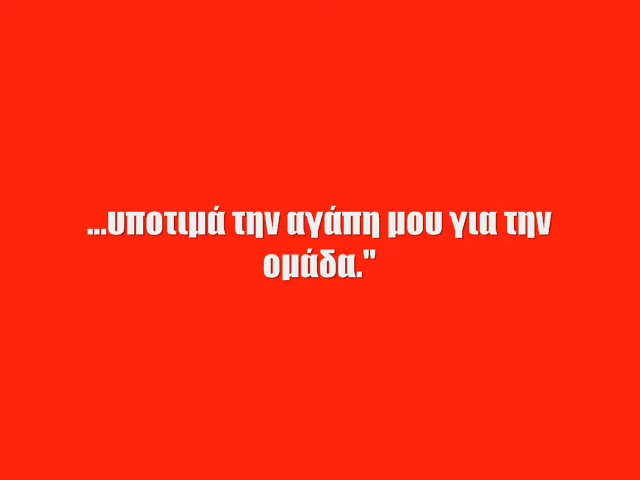 ...υποτιμά την αγάπη μου για την
ομάδα."